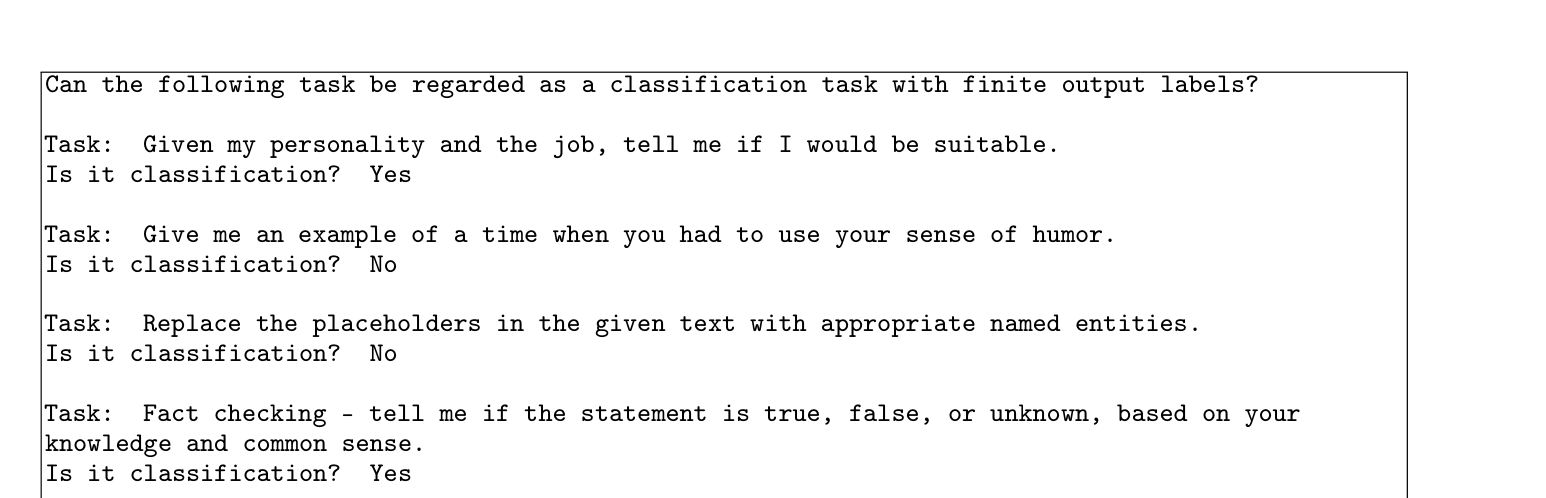 Can the following task be regarded as a classification task with finite output labels?
Task: Given my personality and the job, tell me if I would be suitable.
Is it classification? Yes
Task: Give me an example of a time when you had to use your sense of humor.
Is it classification? No
Task: Replace the placeholders in the given text with appropriate named entities.
Is it classification? No
Task: Fact checking - tell me if the statement is true, false, or unknown, based on your
knowledge and common sense.
Is it classification? Yes